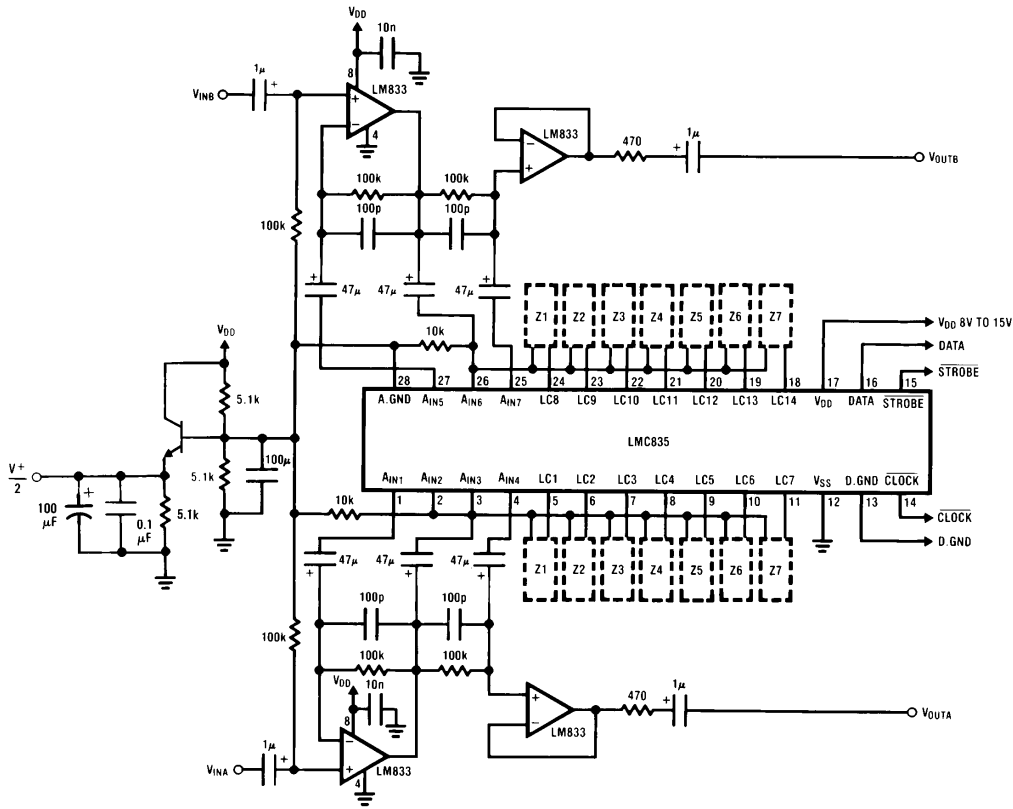 VDD
10n
1μ +
VINB
8
LM833
+
−
4
1μ
+
LM833
−
+
470
VOUTB
100k
100k
100p
100p
100k
+
47μ
+
47μ
+
47μ
Z1 Z2 Z3 Z4 Z5 Z6 Z7
VDD 8V TO 15V
DATA
STROBE
VDD
10k
28 27 26 25 24 23 22 21 20 19 18 17 16 15
A.GND AIN5 AIN6 AIN7 LC8 LC9 LC10 LC11 LC12 LC13 LC14 VDD DATA STROBE
5.1k
LMC835
V+
2
100μ
5.1k
AIN1 AIN2 AIN3 AIN4 LC1 LC2 LC3 LC4 LC5 LC6 LC7 VSS D.GND CLOCK
1 2 3 4 5 6 7 8 9 10 11 12 13 14
+
100
μF
0.1
μF
5.1k
10k
CLOCK
D.GND
47μ
+
47μ
+
47μ
+
Z1 Z2 Z3 Z4 Z5 Z6 Z7
100p
100p
100k
100k
100k
VDD
10n
8
−
+
4
LM833
1μ
+
VINA
+
−
LM833
470
1μ
+
VOUTA